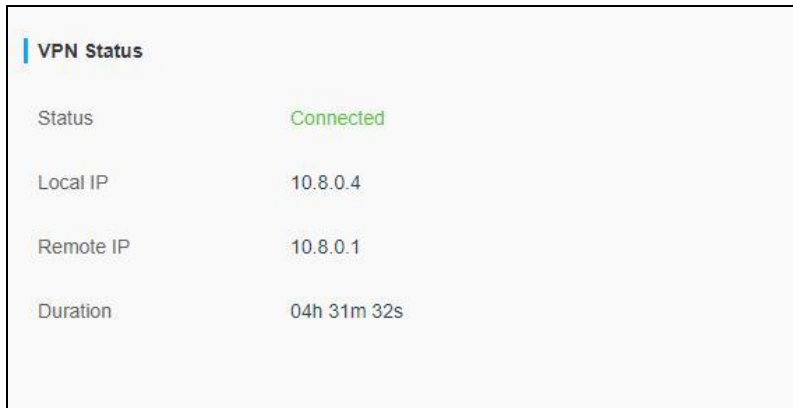 VPN Status
Status Connected
Local IP 10.8.0.4
Remote IP 10.8.0.1
Duration 04h 31m 32s